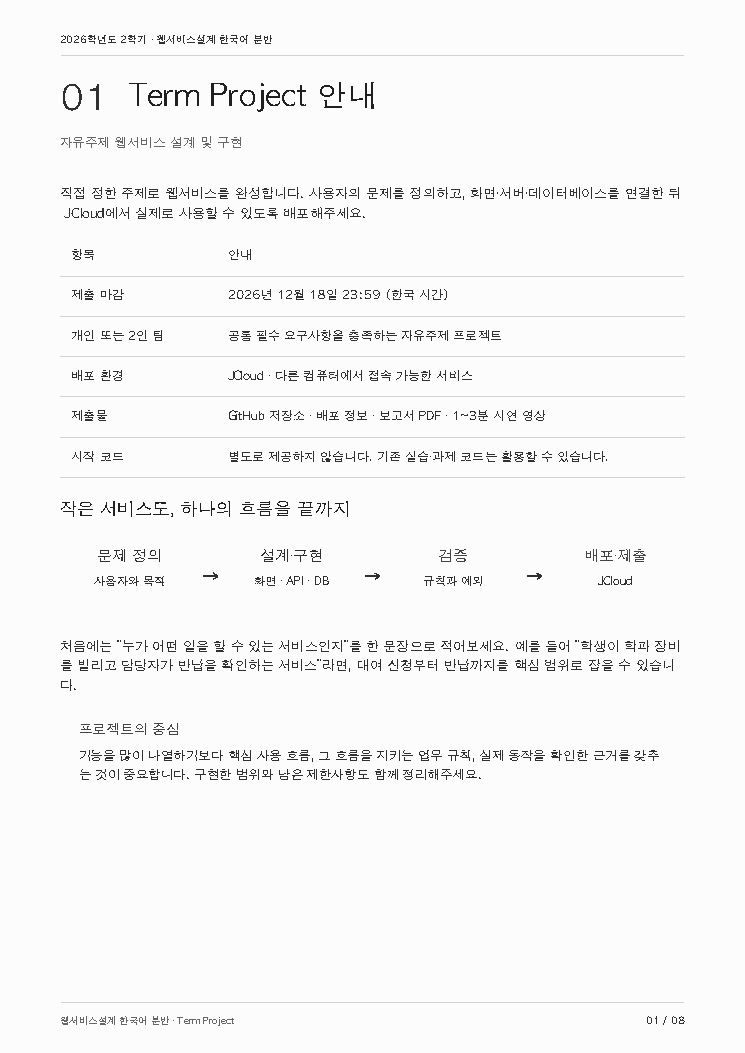 2026학년도 2학기 · 웹서비스설계 한국어 분반
01 Term Project 안내
자유주제 웹서비스 설계 및 구현
직접 정한 주제로 웹서비스를 완성합니다. 사용자의 문제를 정의하고, 화면·서버·데이터베이스를 연결한 뒤
JCloud에서 실제로 사용할 수 있도록 배포해주세요.
항목 안내
제출 마감 2026년 12월 18일 23:59 (한국 시간)
개인 또는 2인 팀 공통 필수 요구사항을 충족하는 자유주제 프로젝트
배포 환경 JCloud · 다른 컴퓨터에서 접속 가능한 서비스
제출물 GitHub 저장소 · 배포 정보 · 보고서 PDF · 1~3분 시연 영상
시작 코드 별도로 제공하지 않습니다. 기존 실습·과제 코드는 활용할 수 있습니다.
작은 서비스도, 하나의 흐름을 끝까지
문제 정의 → 설계·구현 → 검증 → 배포·제출
사용자와 목적 화면 · API · DB 규칙과 예외 JCloud
처음에는 "누가 어떤 일을 할 수 있는 서비스인지"를 한 문장으로 적어보세요. 예를 들어 "학생이 학과 장비
를 빌리고 담당자가 반납을 확인하는 서비스"라면, 대여 신청부터 반납까지를 핵심 범위로 잡을 수 있습니
다.
프로젝트의 중심
기능을 많이 나열하기보다 핵심 사용 흐름, 그 흐름을 지키는 업무 규칙, 실제 동작을 확인한 근거를 갖추
는 것이 중요합니다. 구현한 범위와 남은 제한사항도 함께 정리해주세요.
웹서비스설계 한국어 분반 · Term Project 01 / 08